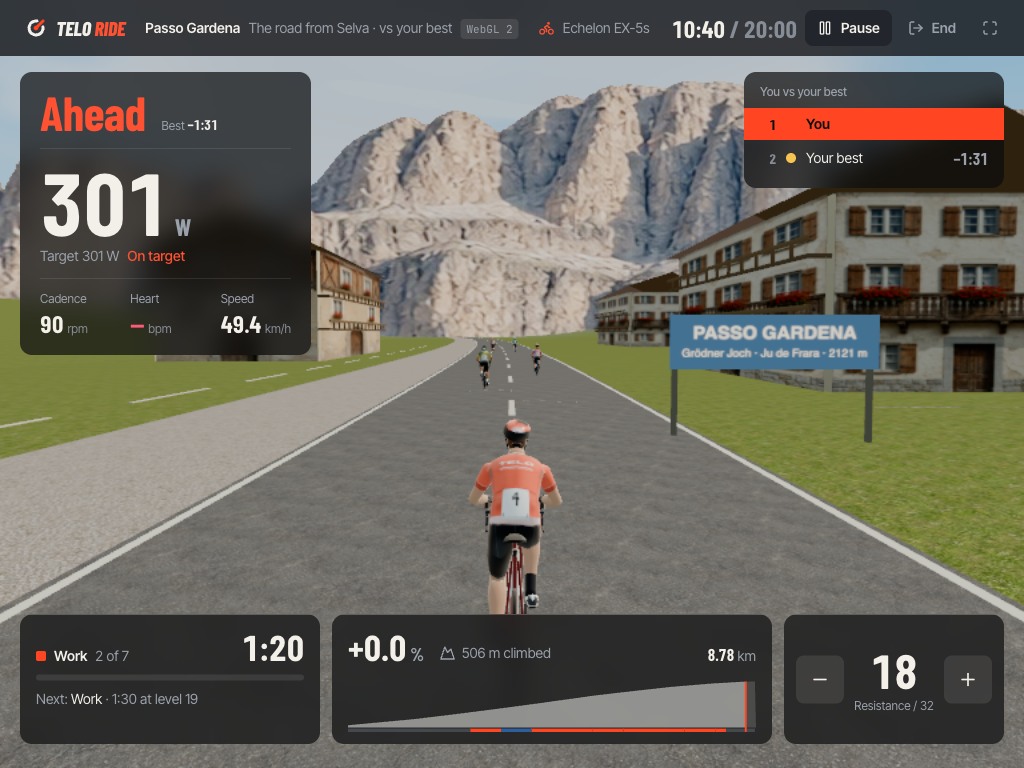 TELO RIDE Passo Gardena The road from Selva · vs your best WebGL 2 Echelon EX-5s 10:40 / 20:00 Pause End
Ahead Best −1:31
301 W
Target 301 W On target
Cadence Heart Speed
90 rpm – bpm 49.4 km/h
You vs your best
1 You
2 Your best −1:31
PASSO GARDENA
Grödner Joch · Ju de Frara · 2121 m
TELO
4
Work 2 of 7 1:20
Next: Work · 1:30 at level 19
+0.0 % 506 m climbed 8.78 km
− 18 +
Resistance / 32